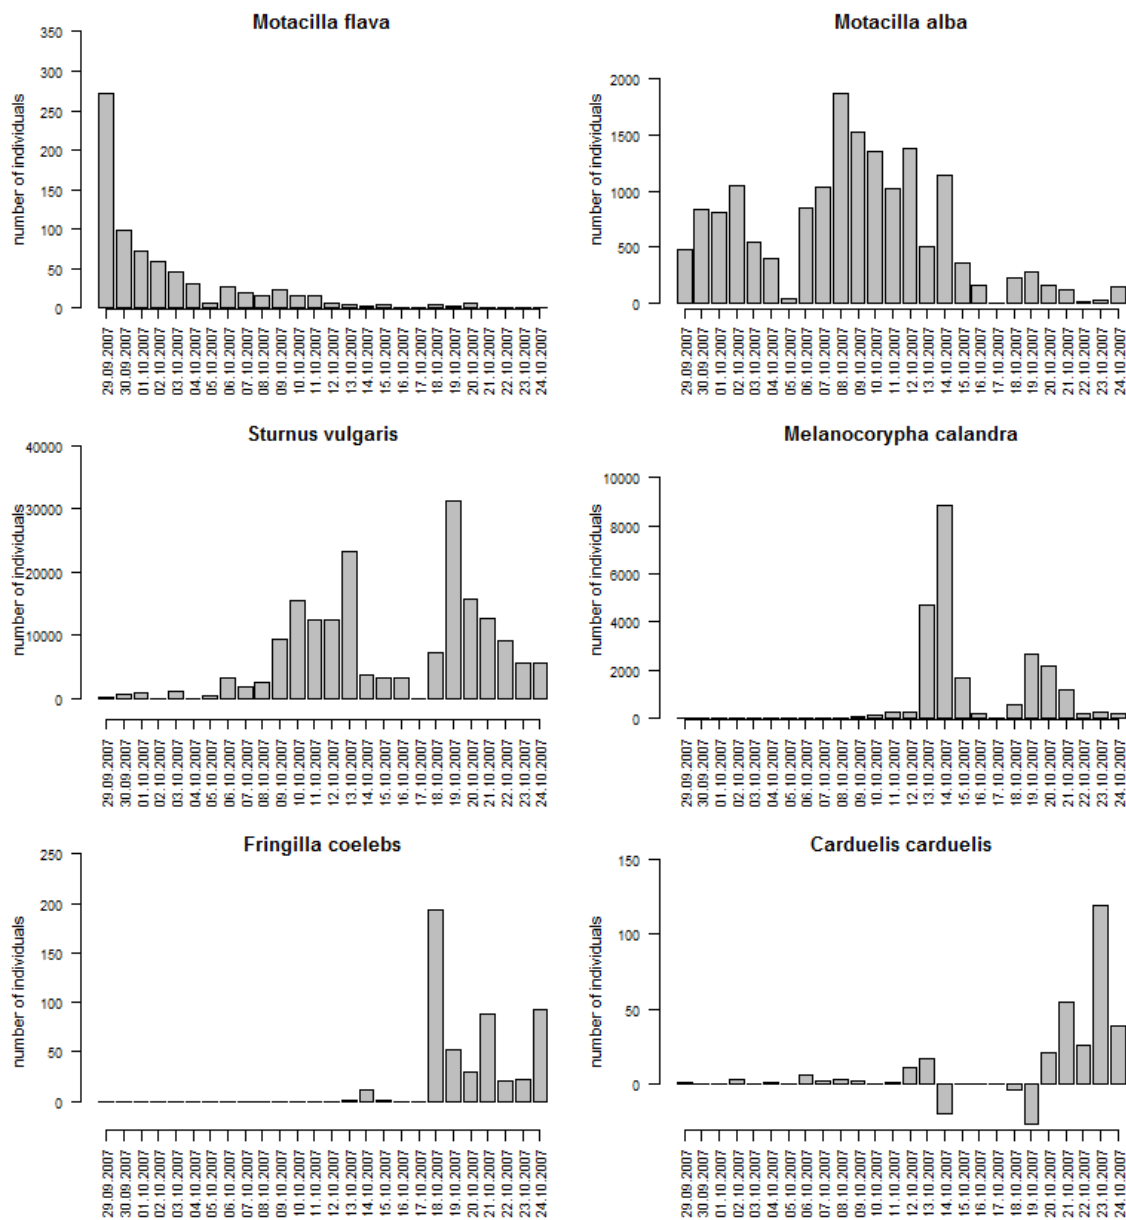 Motacilla flava
number of individuals
350
300
250
200
150
100
50
0
29.09.2007 30.09.2007 01.10.2007 02.10.2007 03.10.2007 04.10.2007 05.10.2007 06.10.2007 07.10.2007 08.10.2007 09.10.2007 10.10.2007 11.10.2007 12.10.2007 13.10.2007 14.10.2007 15.10.2007 16.10.2007 17.10.2007 18.10.2007 19.10.2007 20.10.2007 21.10.2007 22.10.2007 23.10.2007 24.10.2007
Motacilla alba
number of individuals
2000
1500
1000
500
0
29.09.2007 30.09.2007 01.10.2007 02.10.2007 03.10.2007 04.10.2007 05.10.2007 06.10.2007 07.10.2007 08.10.2007 09.10.2007 10.10.2007 11.10.2007 12.10.2007 13.10.2007 14.10.2007 15.10.2007 16.10.2007 17.10.2007 18.10.2007 19.10.2007 20.10.2007 21.10.2007 22.10.2007 23.10.2007 24.10.2007
Sturnus vulgaris
number of individuals
40000
30000
20000
10000
0
29.09.2007 30.09.2007 01.10.2007 02.10.2007 03.10.2007 04.10.2007 05.10.2007 06.10.2007 07.10.2007 08.10.2007 09.10.2007 10.10.2007 11.10.2007 12.10.2007 13.10.2007 14.10.2007 15.10.2007 16.10.2007 17.10.2007 18.10.2007 19.10.2007 20.10.2007 21.10.2007 22.10.2007 23.10.2007 24.10.2007
Melanocorypha calandra
number of individuals
10000
8000
6000
4000
2000
0
29.09.2007 30.09.2007 01.10.2007 02.10.2007 03.10.2007 04.10.2007 05.10.2007 06.10.2007 07.10.2007 08.10.2007 09.10.2007 10.10.2007 11.10.2007 12.10.2007 13.10.2007 14.10.2007 15.10.2007 16.10.2007 17.10.2007 18.10.2007 19.10.2007 20.10.2007 21.10.2007 22.10.2007 23.10.2007 24.10.2007
Fringilla coelebs
number of individuals
250
200
150
100
50
0
29.09.2007 30.09.2007 01.10.2007 02.10.2007 03.10.2007 04.10.2007 05.10.2007 06.10.2007 07.10.2007 08.10.2007 09.10.2007 10.10.2007 11.10.2007 12.10.2007 13.10.2007 14.10.2007 15.10.2007 16.10.2007 17.10.2007 18.10.2007 19.10.2007 20.10.2007 21.10.2007 22.10.2007 23.10.2007 24.10.2007
Carduelis carduelis
number of individuals
150
100
50
0
29.09.2007 30.09.2007 01.10.2007 02.10.2007 03.10.2007 04.10.2007 05.10.2007 06.10.2007 07.10.2007 08.10.2007 09.10.2007 10.10.2007 11.10.2007 12.10.2007 13.10.2007 14.10.2007 15.10.2007 16.10.2007 17.10.2007 18.10.2007 19.10.2007 20.10.2007 21.10.2007 22.10.2007 23.10.2007 24.10.2007